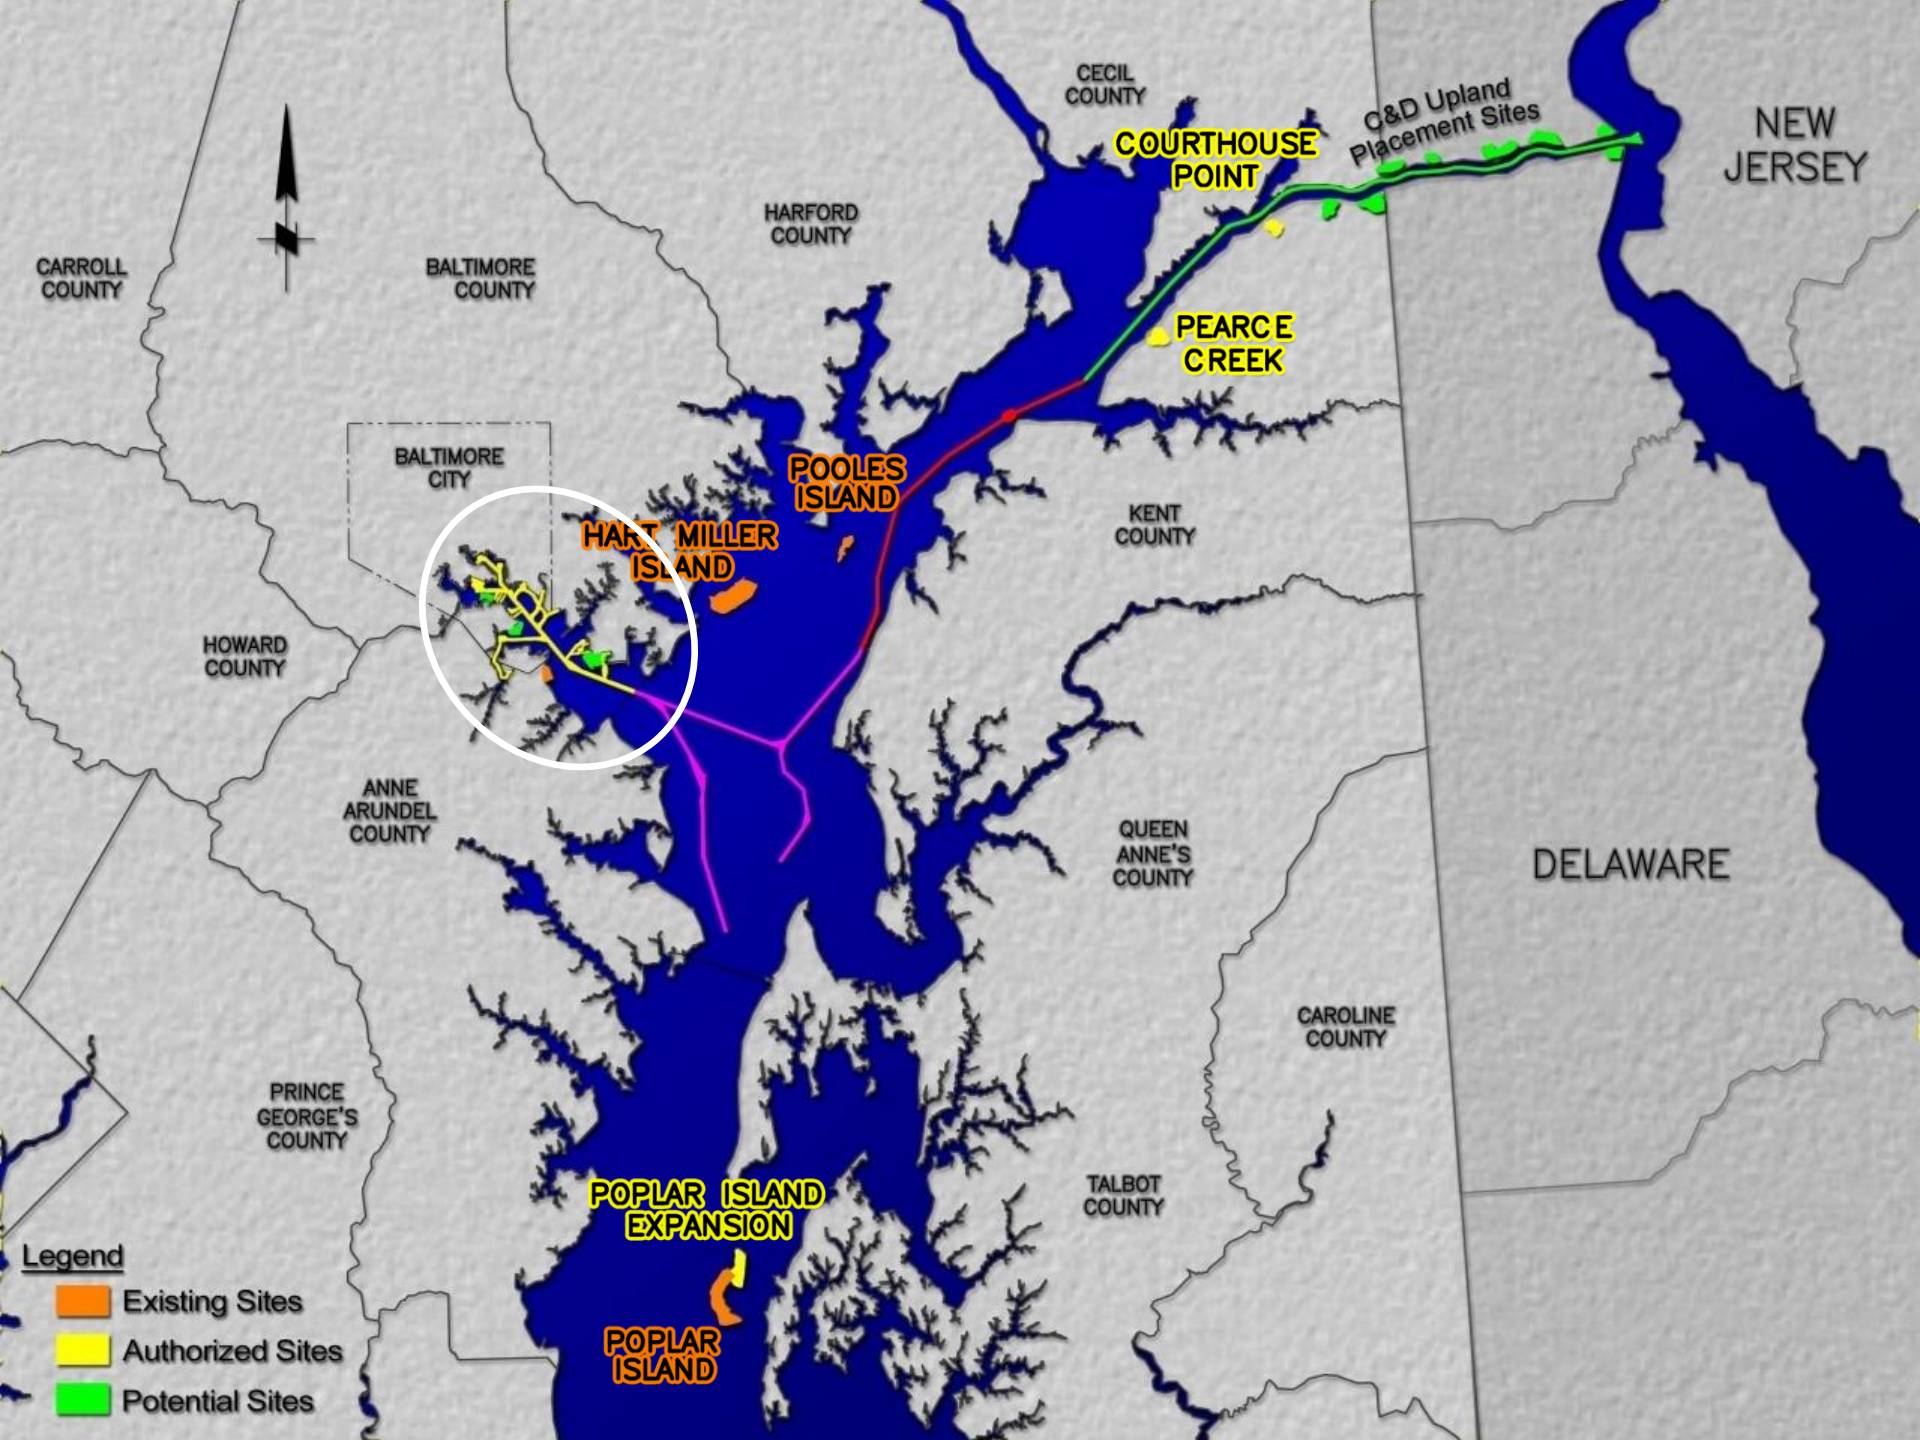 CECIL
COUNTY
C&D Upland
Placement Sites
NEW
JERSEY
COURTHOUSE
POINT
HARFORD
COUNTY
CARROLL
COUNTY
BALTIMORE
COUNTY
PEARCE
CREEK
BALTIMORE
CITY
POOLES
ISLAND
KENT
COUNTY
HART MILLER
ISLAND
HOWARD
COUNTY
ANNE
ARUNDEL
COUNTY
QUEEN
ANNE'S
COUNTY
DELAWARE
CAROLINE
COUNTY
PRINCE
GEORGE'S
COUNTY
TALBOT
COUNTY
POPLAR ISLAND
EXPANSION
POPLAR
ISLAND
Legend
Existing Sites
Authorized Sites
Potential Sites